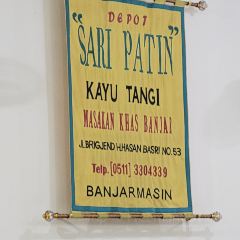 DEPOT
"SARI PATIN"
KAYU TANGI
MASAKAN KHAS BANJAR
JL.BRIGJEND H.HASAN BASRI NO.53
Telp. (0511) 3304339
BANJARMASIN